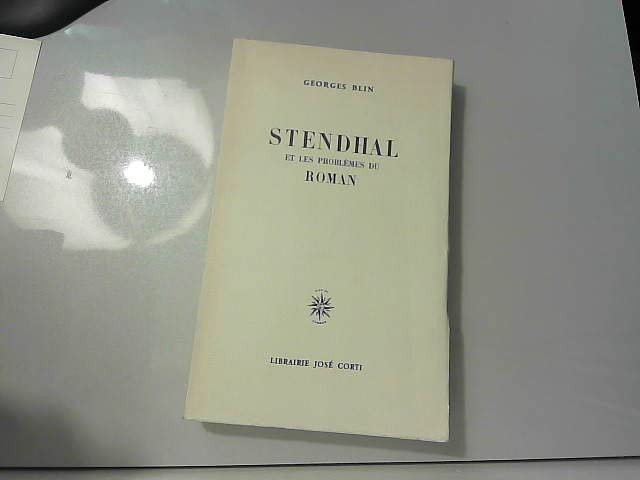 GEORGES BLIN
STENDHAL
ET LES PROBLÈMES DU
ROMAN
LIBRAIRIE JOSÉ CORTI